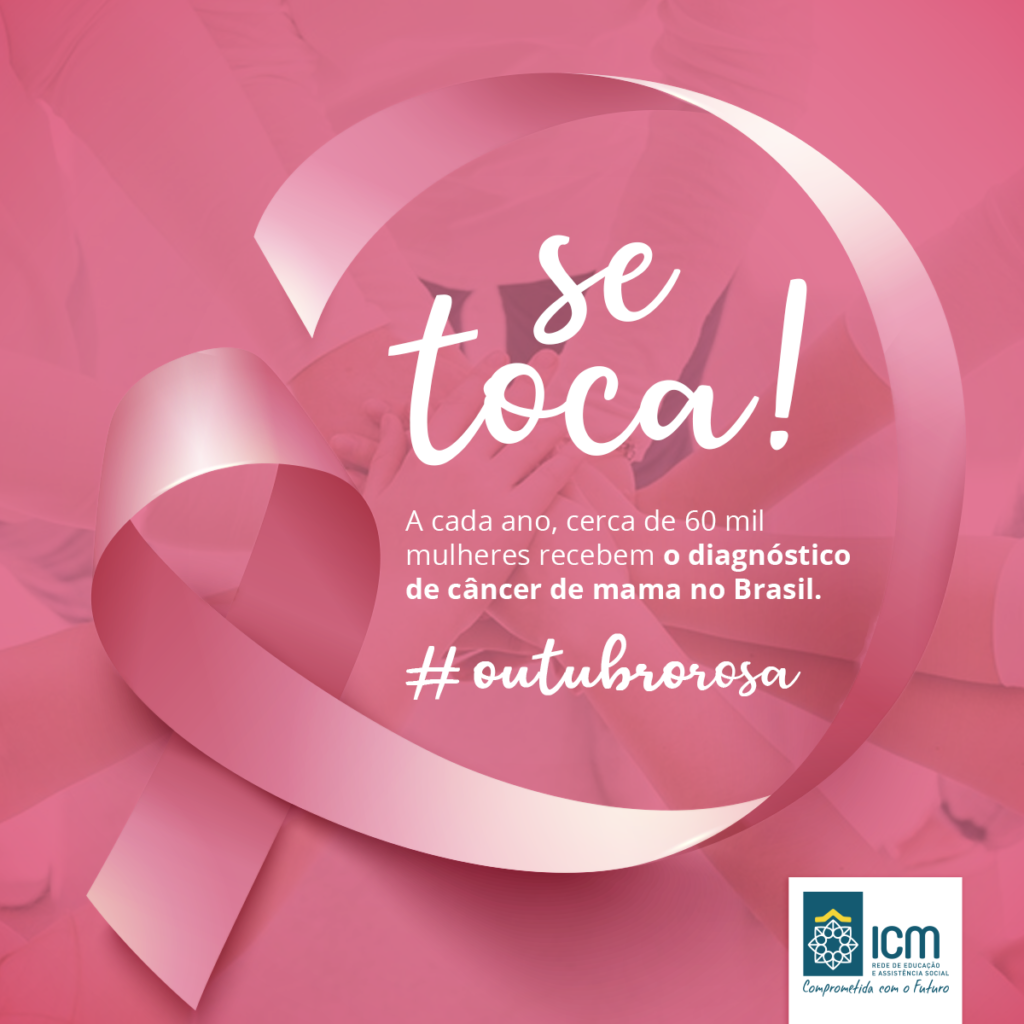 se
toca!
A cada ano, cerca de 60 mil
mulheres recebem o diagnóstico
de câncer de mama no Brasil.
#outubrorosa
ICM
REDE DE EDUCAÇÃO
E ASSISTÊNCIA SOCIAL
Comprometida com o Futuro